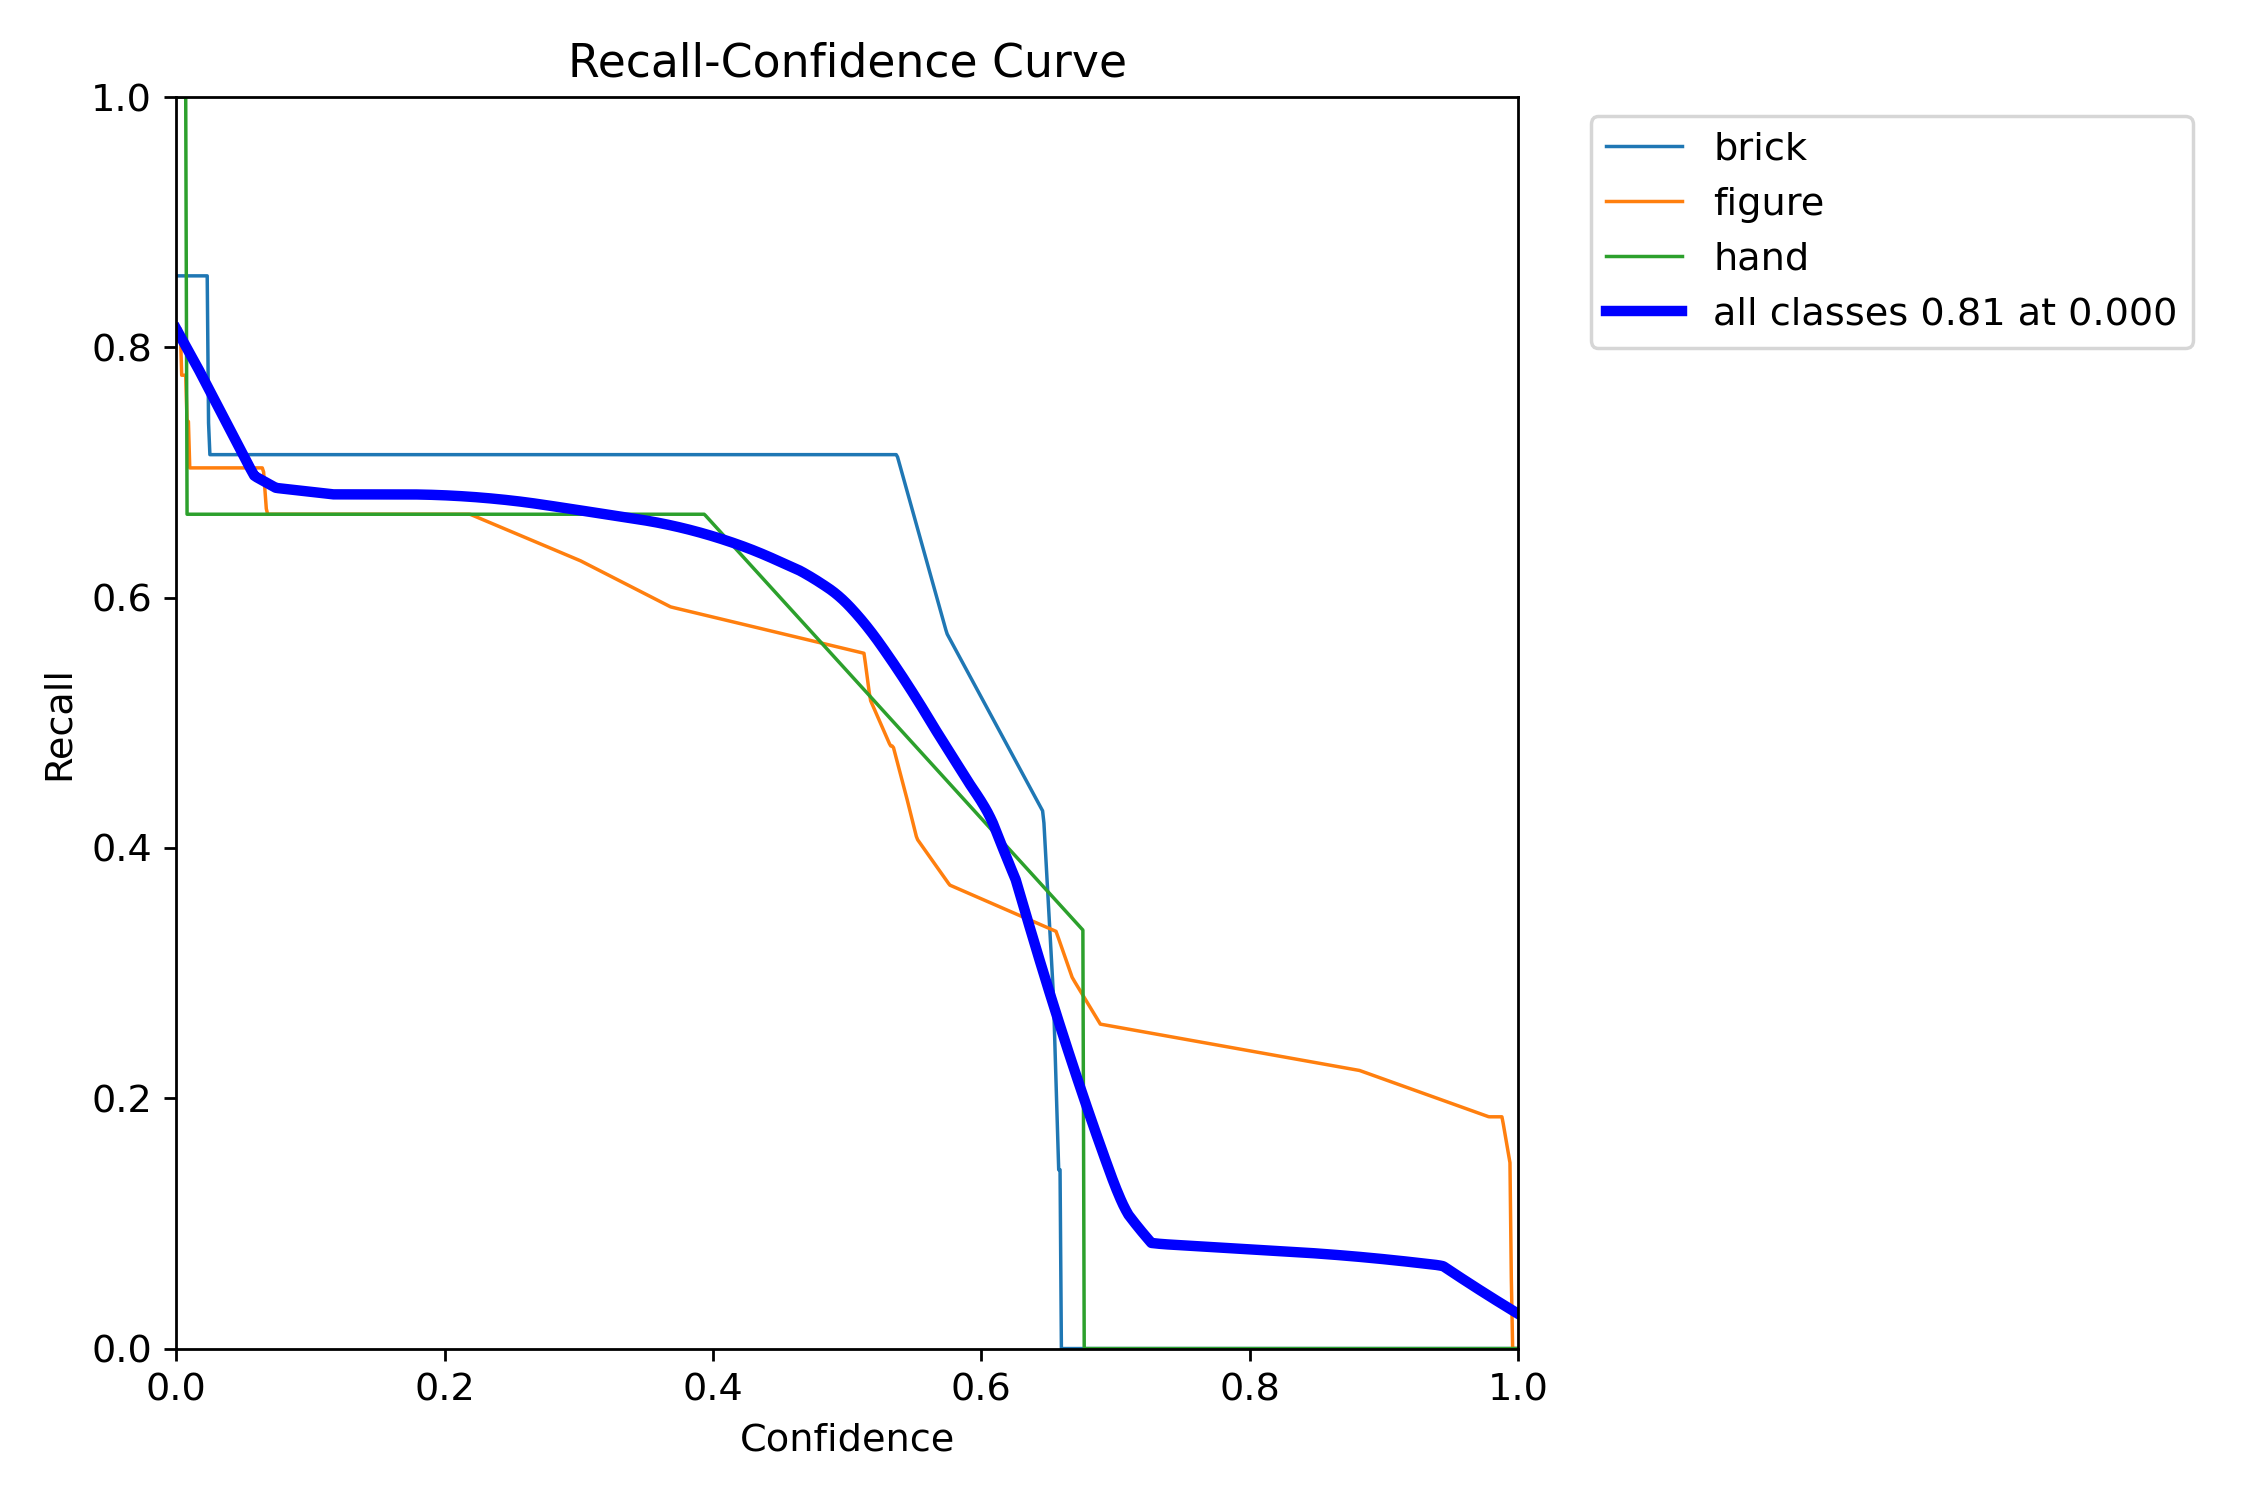 Recall-Confidence Curve
1.0
0.8
0.6
0.4
0.2
0.0
Recall
0.0 0.2 0.4 0.6 0.8 1.0
Confidence
brick
figure
hand
all classes 0.81 at 0.000